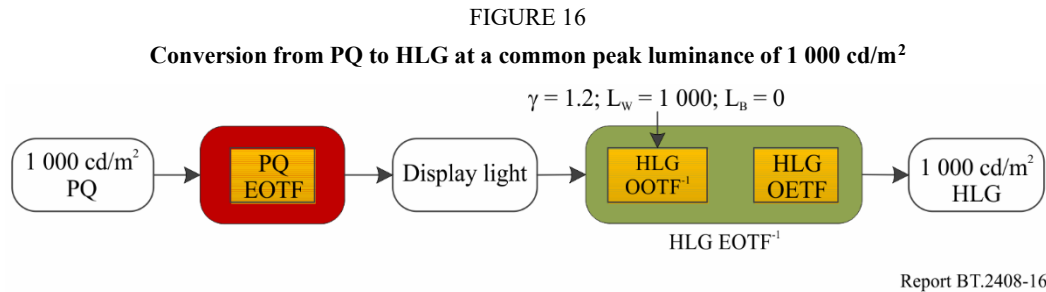 FIGURE 16
Conversion from PQ to HLG at a common peak luminance of 1 000 cd/m²
γ = 1.2; L_W = 1 000; L_B = 0
1 000 cd/m²
PQ
PQ
EOTF
Display light
HLG
OOTF⁻¹
HLG
OETF
1 000 cd/m²
HLG
HLG EOTF⁻¹
Report BT.2408-16